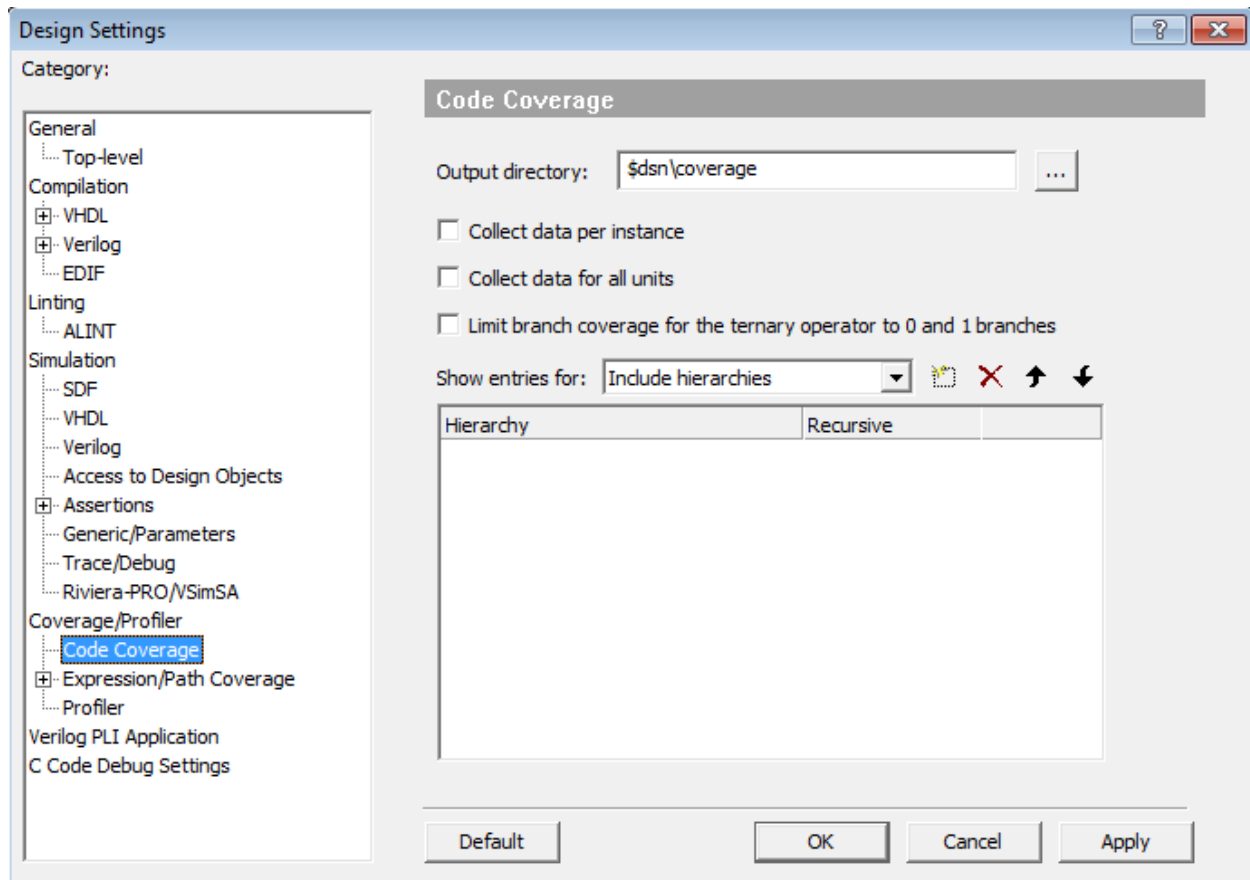 Design Settings
Category:
General
Top-level
Compilation
VHDL
Verilog
EDIF
Linting
ALINT
Simulation
SDF
VHDL
Verilog
Access to Design Objects
Assertions
Generic/Parameters
Trace/Debug
Riviera-PRO/VSimSA
Coverage/Profiler
Code Coverage
Expression/Path Coverage
Profiler
Verilog PLI Application
C Code Debug Settings
Code Coverage
Output directory: $dsn\coverage ...
Collect data per instance
Collect data for all units
Limit branch coverage for the ternary operator to 0 and 1 branches
Show entries for: Include hierarchies
Hierarchy Recursive
Default OK Cancel Apply